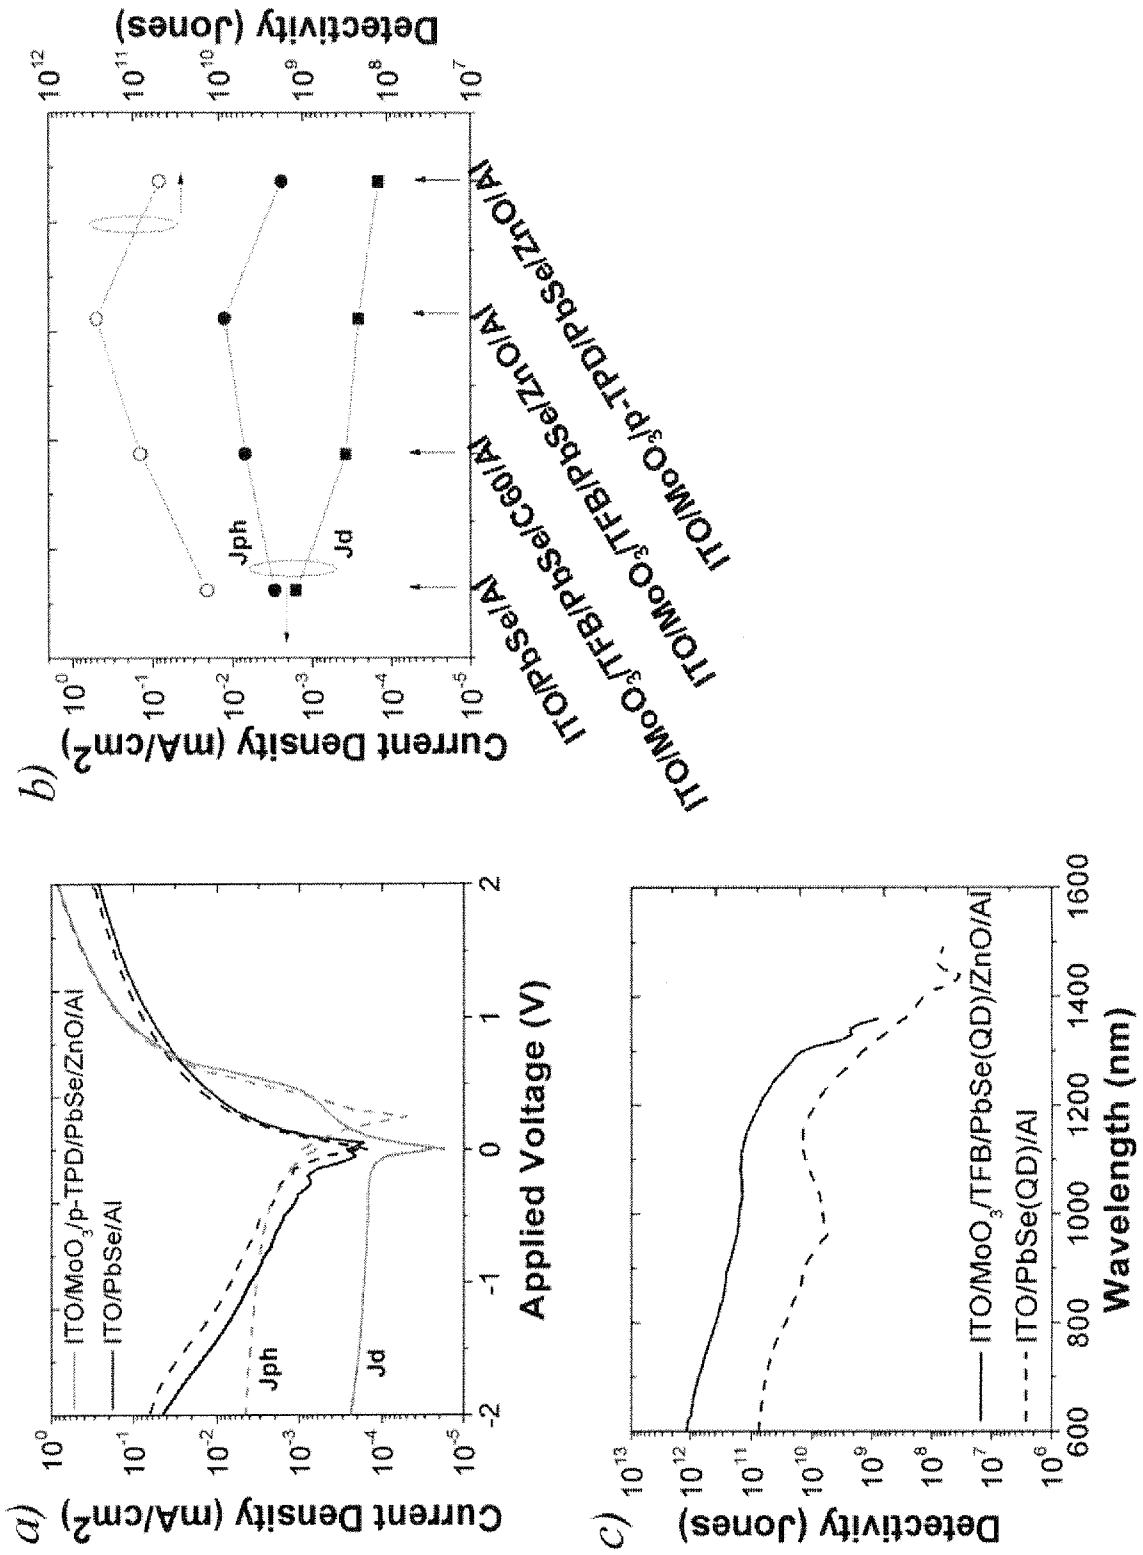 a)
Current Density (mA/cm²)
10⁰
10⁻¹
10⁻²
10⁻³
10⁻⁴
10⁻⁵
ITO/MoO₃/p-TPD/PbSe/ZnO/Al
ITO/PbSe/Al
Jph
Jd
-2 -1 0 1 2
Applied Voltage (V)
b)
Current Density (mA/cm²)
10⁰
10⁻¹
10⁻²
10⁻³
10⁻⁴
10⁻⁵
Jph
Jd
10¹²
10¹¹
10¹⁰
10⁹
10⁸
10⁷
Detectivity (Jones)
ITO/PbSe/Al
ITO/MoO₃/TFB/PbSe/C60/Al
ITO/MoO₃/TFB/PbSe/ZnO/Al
ITO/MoO₃/p-TPD/PbSe/ZnO/Al
c)
Detectivity (Jones)
10¹³
10¹²
10¹¹
10¹⁰
10⁹
10⁸
10⁷
10⁶
ITO/MoO₃/TFB/PbSe(QD)/ZnO/Al
ITO/PbSe(QD)/Al
600 800 1000 1200 1400 1600
Wavelength (nm)